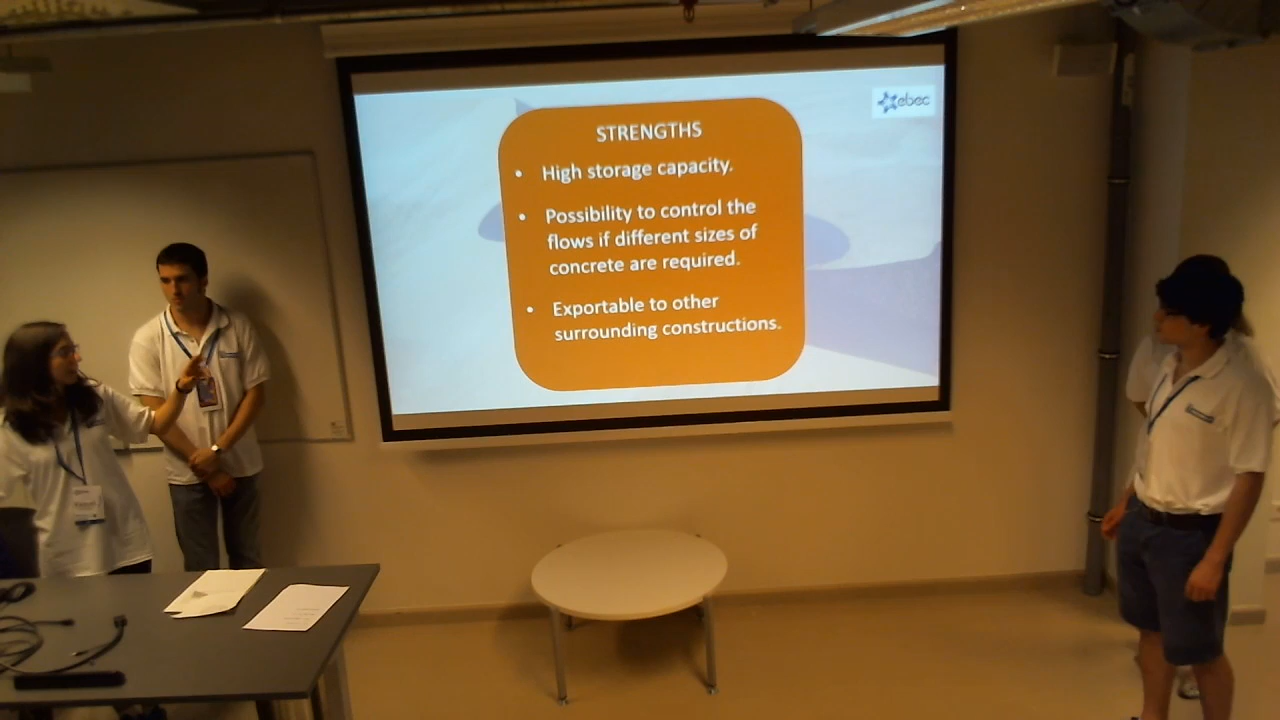 ebec
STRENGTHS
• High storage capacity.
• Possibility to control the
flows if different sizes of
concrete are required.
• Exportable to other
surrounding constructions.